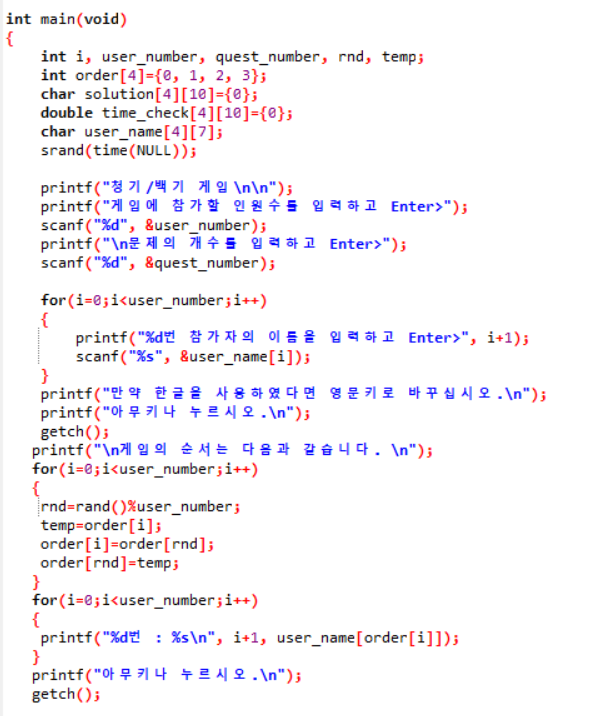 int main(void)
{
int i, user_number, quest_number, rnd, temp;
int order[4]={0, 1, 2, 3};
char solution[4][10]={0};
double time_check[4][10]={0};
char user_name[4][7];
srand(time(NULL));
printf("청기/백기 게임\n\n");
printf("게임에 참가할 인원수를 입력하고 Enter>");
scanf("%d", &user_number);
printf("\n문제의 개수를 입력하고 Enter>");
scanf("%d", &quest_number);
for(i=0;i<user_number;i++)
{
printf("%d번 참가자의 이름을 입력하고 Enter>", i+1);
scanf("%s", &user_name[i]);
}
printf("만약 한글을 사용하였다면 영문키로 바꾸십시오.\n");
printf("아무키나 누르시오.\n");
getch();
printf("\n게임의 순서는 다음과 같습니다. \n");
for(i=0;i<user_number;i++)
{
rnd=rand()%user_number;
temp=order[i];
order[i]=order[rnd];
order[rnd]=temp;
}
for(i=0;i<user_number;i++)
{
printf("%d번 : %s\n", i+1, user_name[order[i]]);
}
printf("아무키나 누르시오.\n");
getch();